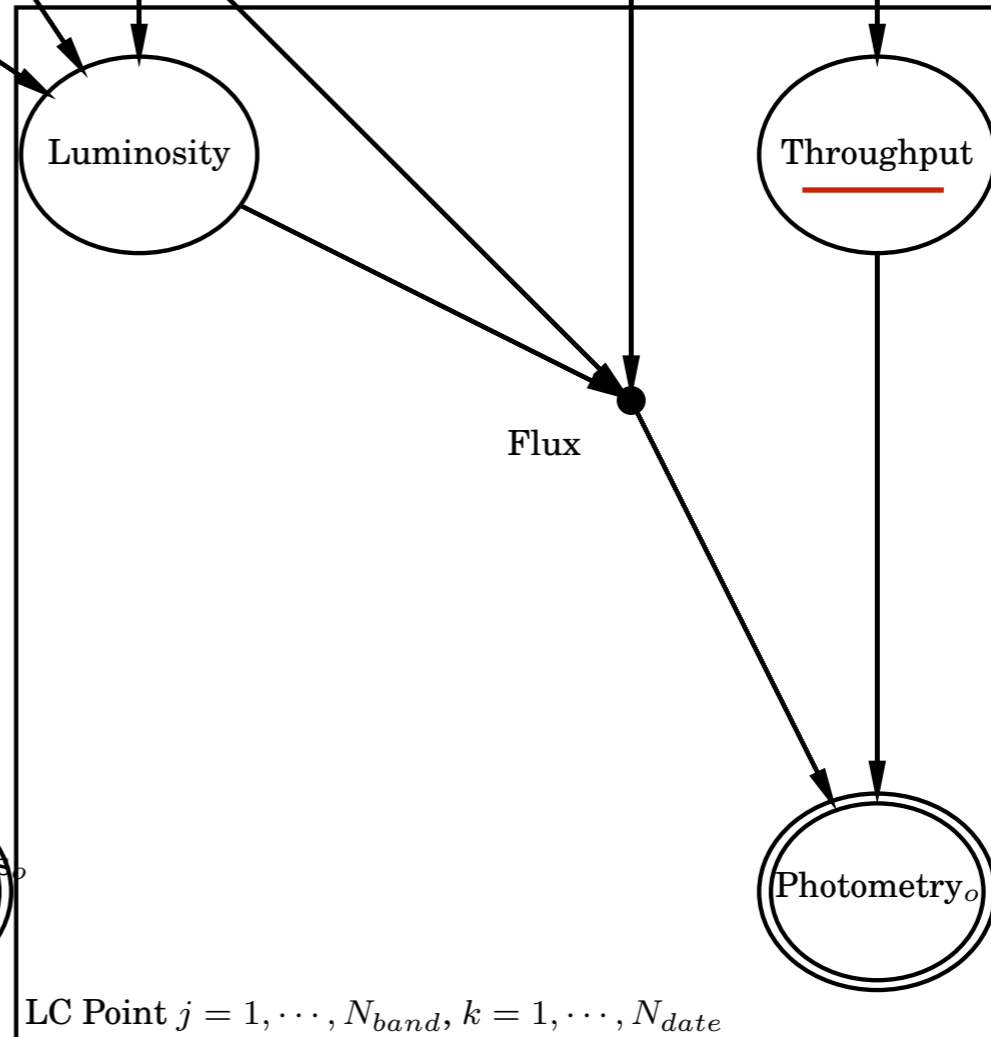 Luminosity
Throughput
Flux
Photometry$_o$
LC Point $j = 1, \cdots, N_{band}$, $k = 1, \cdots, N_{date}$